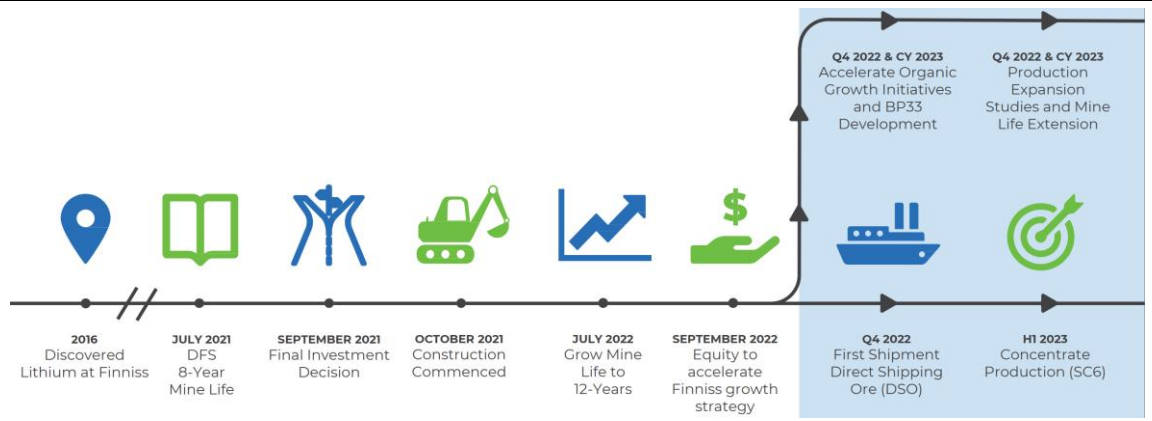 Q4 2022 & CY 2023
Accelerate Organic
Growth Initiatives
and BP33
Development
Q4 2022 & CY 2023
Production
Expansion
Studies and Mine
Life Extension
$
2016
Discovered
Lithium at Finniss
JULY 2021
DFS
8-Year
Mine Life
SEPTEMBER 2021
Final Investment
Decision
OCTOBER 2021
Construction
Commenced
JULY 2022
Grow Mine
Life to
12-Years
SEPTEMBER 2022
Equity to
accelerate
Finniss growth
strategy
Q4 2022
First Shipment
Direct Shipping
Ore (DSO)
H1 2023
Concentrate
Production (SC6)